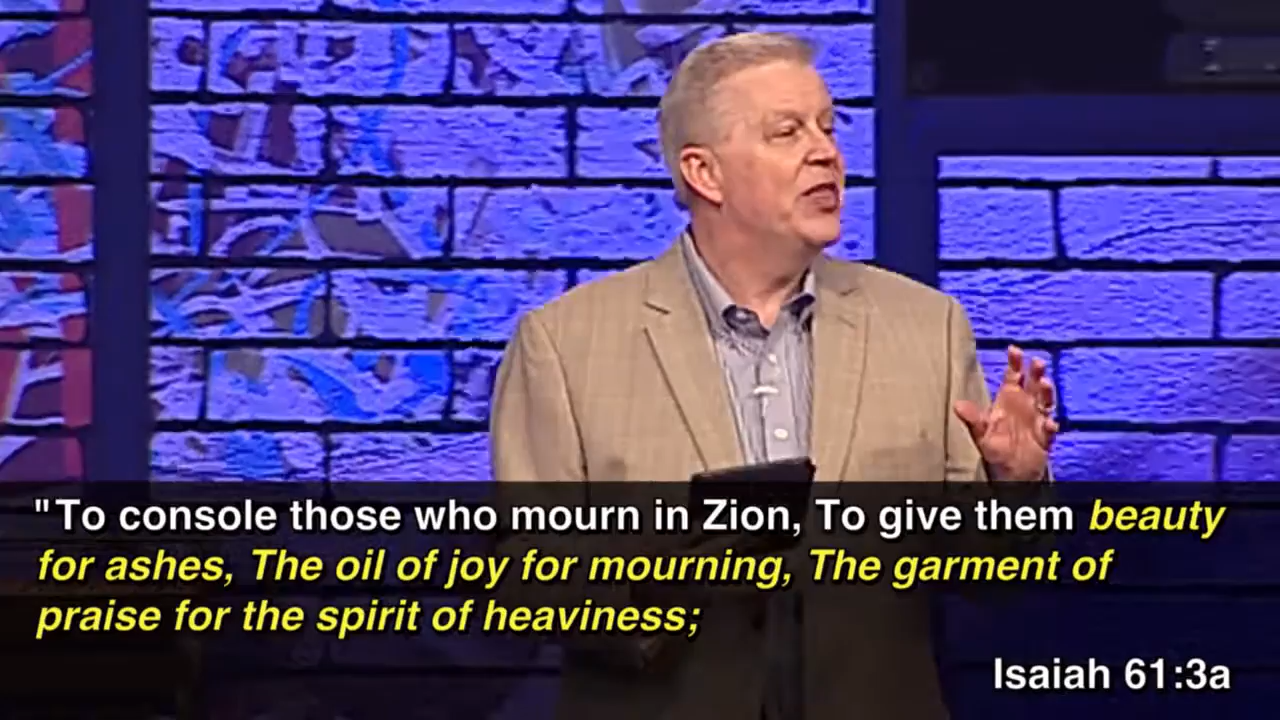 "To console those who mourn in Zion, To give them beauty
for ashes, The oil of joy for mourning, The garment of
praise for the spirit of heaviness;
Isaiah 61:3a